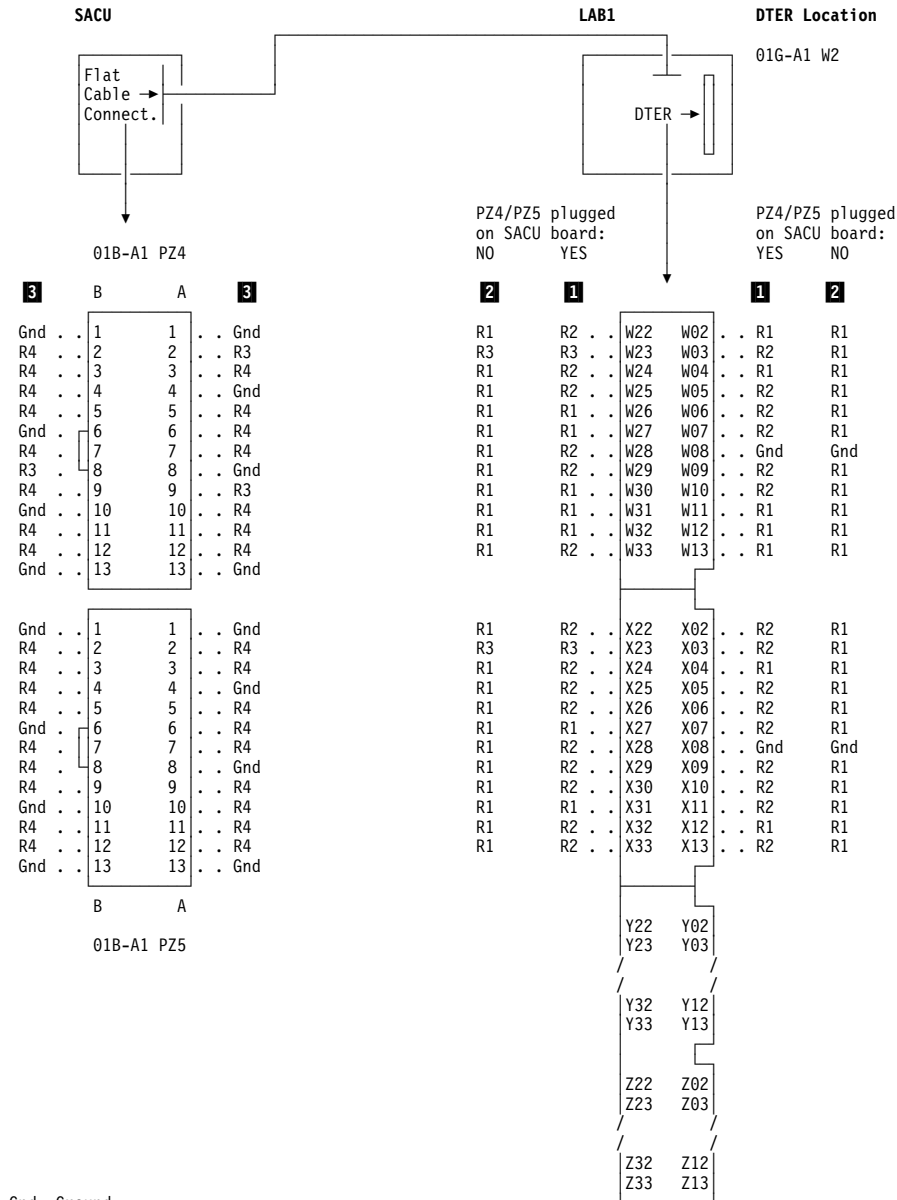 SACU LAB1 DTER Location
01G-A1 W2
Flat
Cable
Connect.
DTER
PZ4/PZ5 plugged PZ4/PZ5 plugged
on SACU board: on SACU board:
01B-A1 PZ4 NO YES YES NO
3 B A 3 2 1 1 2
Gnd . . 1 1 . . Gnd R1 R2 . . W22 W02 . . R1 R1
R4 . . 2 2 . . R3 R3 R3 . . W23 W03 . . R2 R1
R4 . . 3 3 . . R4 R1 R2 . . W24 W04 . . R1 R1
R4 . . 4 4 . . Gnd R1 R2 . . W25 W05 . . R2 R1
R4 . . 5 5 . . R4 R1 R1 . . W26 W06 . . R2 R1
Gnd . 6 6 . . R4 R1 R1 . . W27 W07 . . R2 R1
R4 . 7 7 . . R4 R1 R2 . . W28 W08 . . Gnd Gnd
R3 . 8 8 . . Gnd R1 R2 . . W29 W09 . . R2 R1
R4 . . 9 9 . . R3 R1 R1 . . W30 W10 . . R2 R1
Gnd . . 10 10 . . R4 R1 R1 . . W31 W11 . . R1 R1
R4 . . 11 11 . . R4 R1 R1 . . W32 W12 . . R1 R1
R4 . . 12 12 . . R4 R1 R2 . . W33 W13 . . R1 R1
Gnd . . 13 13 . . Gnd
Gnd . . 1 1 . . Gnd R1 R2 . . X22 X02 . . R2 R1
R4 . . 2 2 . . R4 R3 R3 . . X23 X03 . . R2 R1
R4 . . 3 3 . . R4 R1 R2 . . X24 X04 . . R1 R1
R4 . . 4 4 . . Gnd R1 R2 . . X25 X05 . . R2 R1
R4 . . 5 5 . . R4 R1 R2 . . X26 X06 . . R2 R1
Gnd . 6 6 . . R4 R1 R1 . . X27 X07 . . R2 R1
R4 . 7 7 . . R4 R1 R2 . . X28 X08 . . Gnd Gnd
R4 . 8 8 . . Gnd R1 R2 . . X29 X09 . . R2 R1
R4 . . 9 9 . . R4 R1 R2 . . X30 X10 . . R2 R1
Gnd . . 10 10 . . R4 R1 R1 . . X31 X11 . . R2 R1
R4 . . 11 11 . . R4 R1 R2 . . X32 X12 . . R1 R1
R4 . . 12 12 . . R4 R1 R2 . . X33 X13 . . R2 R1
Gnd . . 13 13 . . Gnd
B A
01B-A1 PZ5
Y22 Y02
Y23 Y03
/ /
/ /
Y32 Y12
Y33 Y13
Z22 Z02
Z23 Z03
/ /
/ /
Z32 Z12
Z33 Z13